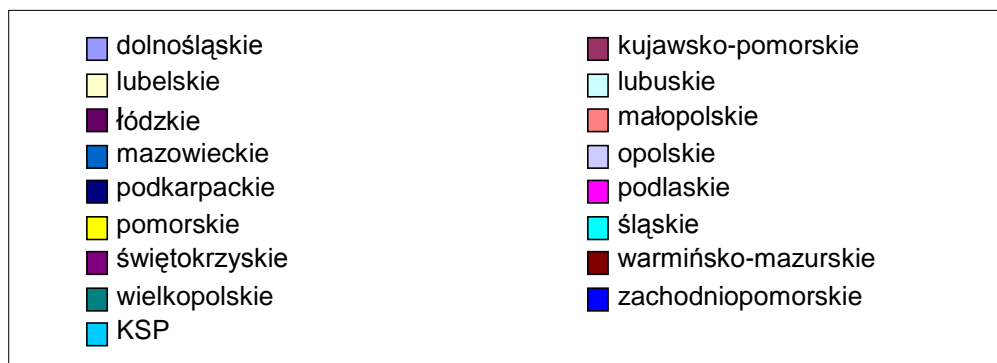 dolnośląskie kujawsko-pomorskie
lubelskie lubuskie
łódzkie małopolskie
mazowieckie opolskie
podkarpackie podlaskie
pomorskie śląskie
świętokrzyskie warmińsko-mazurskie
wielkopolskie zachodniopomorskie
KSP